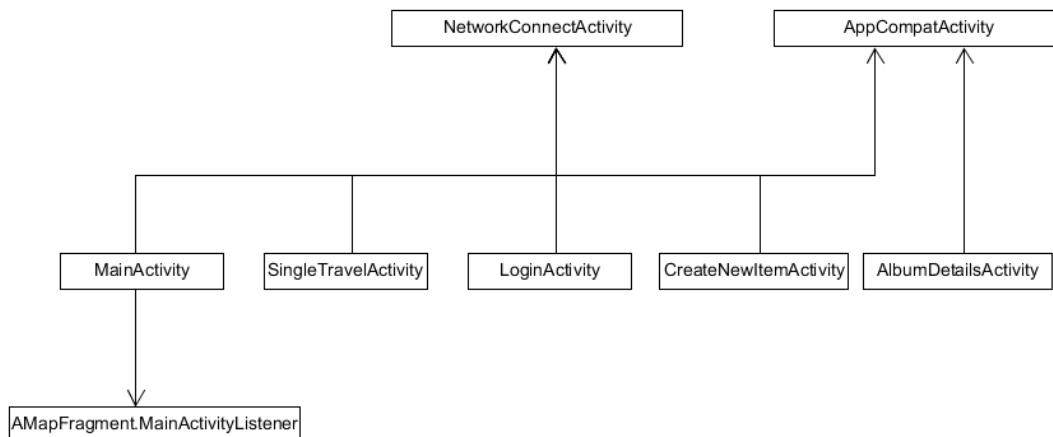 NetworkConnectActivity
AppCompatActivity
MainActivity
SingleTravelActivity
LoginActivity
CreateNewItemActivity
AlbumDetailsActivity
AMapFragment.MainActivityListener